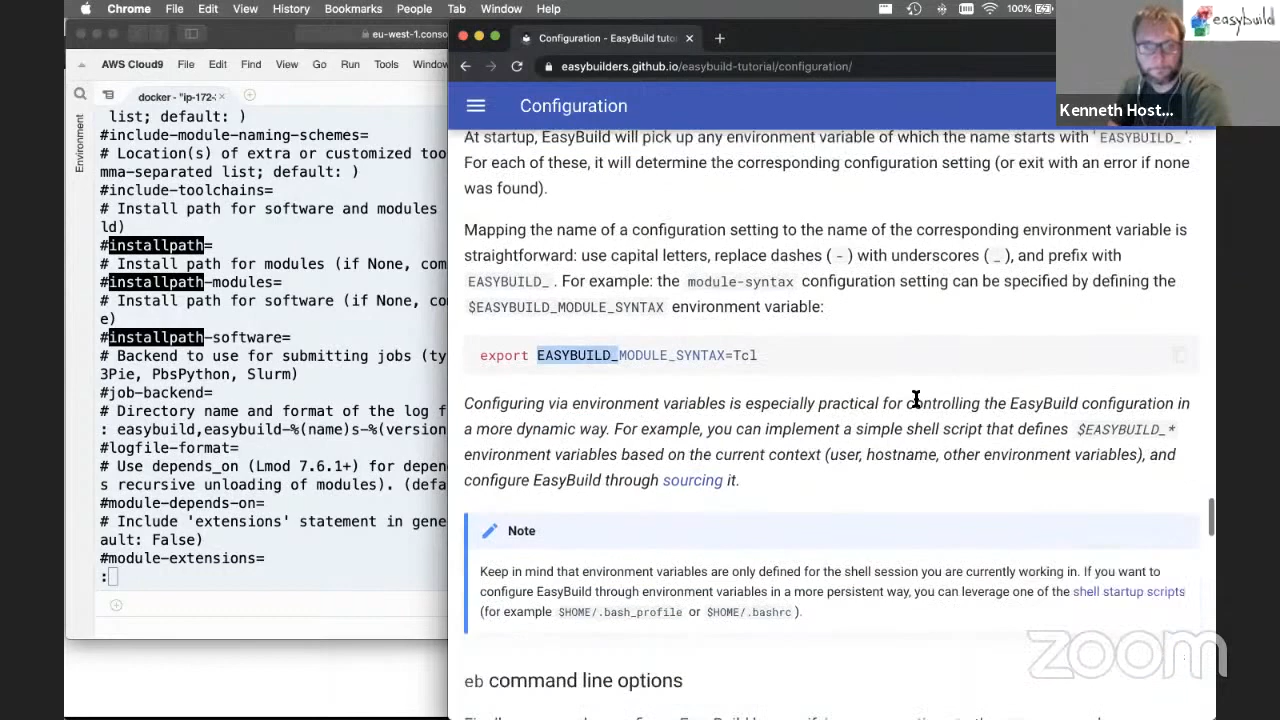 Chrome File Edit View History Bookmarks People Tab Window Help 100%
eu-west-1.conso
AWS Cloud9 File Edit Find View Go Run Tools Window
docker - "ip-172-
Environment
list; default: )
#include-module-naming-schemes=
# Location(s) of extra or customized too
mma-separated list; default: )
#include-toolchains=
# Install path for software and modules
ld)
#installpath=
# Install path for modules (if None, com
#installpath-modules=
# Install path for software (if None, co
e)
#installpath-software=
# Backend to use for submitting jobs (ty
3Pie, PbsPython, Slurm)
#job-backend=
# Directory name and format of the log f
: easybuild,easybuild-%(name)s-%(version
#logfile-format=
# Use depends_on (Lmod 7.6.1+) for depen
s recursive unloading of modules). (defa
#module-depends-on=
# Include 'extensions' statement in gene
ault: False)
#module-extensions=
:
Configuration - EasyBuild tuto
easybuilders.github.io/easybuild-tutorial/configuration/
Configuration
At startup, EasyBuild will pick up any environment variable of which the name starts with ' EASYBUILD_ '.
For each of these, it will determine the corresponding configuration setting (or exit with an error if none
was found).
Mapping the name of a configuration setting to the name of the corresponding environment variable is
straightforward: use capital letters, replace dashes ( - ) with underscores ( _ ), and prefix with
EASYBUILD_ . For example: the module-syntax configuration setting can be specified by defining the
$EASYBUILD_MODULE_SYNTAX environment variable:
export EASYBUILD_MODULE_SYNTAX=Tcl
Configuring via environment variables is especially practical for controlling the EasyBuild configuration in
a more dynamic way. For example, you can implement a simple shell script that defines $EASYBUILD_*
environment variables based on the current context (user, hostname, other environment variables), and
configure EasyBuild through sourcing it.
Note
Keep in mind that environment variables are only defined for the shell session you are currently working in. If you want to
configure EasyBuild through environment variables in a more persistent way, you can leverage one of the shell startup scripts
(for example $HOME/.bash_profile or $HOME/.bashrc ).
eb command line options
easybuild
Kenneth Host...
zoom